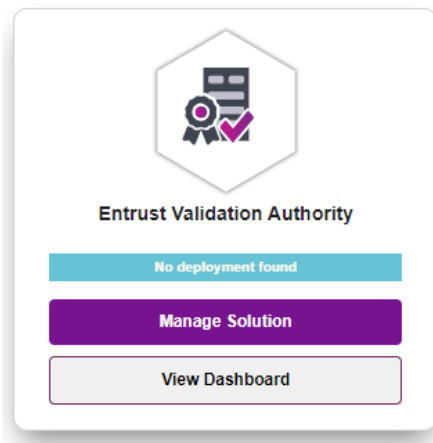 Entrust Validation Authority
No deployment found
Manage Solution
View Dashboard